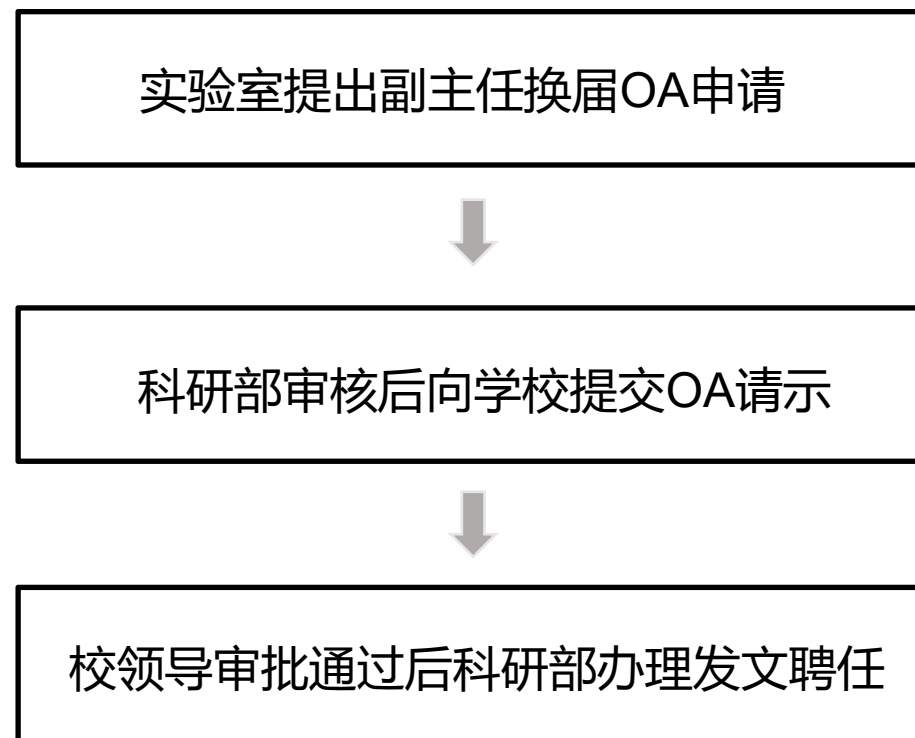 实验室提出副主任换届OA申请
科研部审核后向学校提交OA请示
校领导审批通过后科研部办理发文聘任